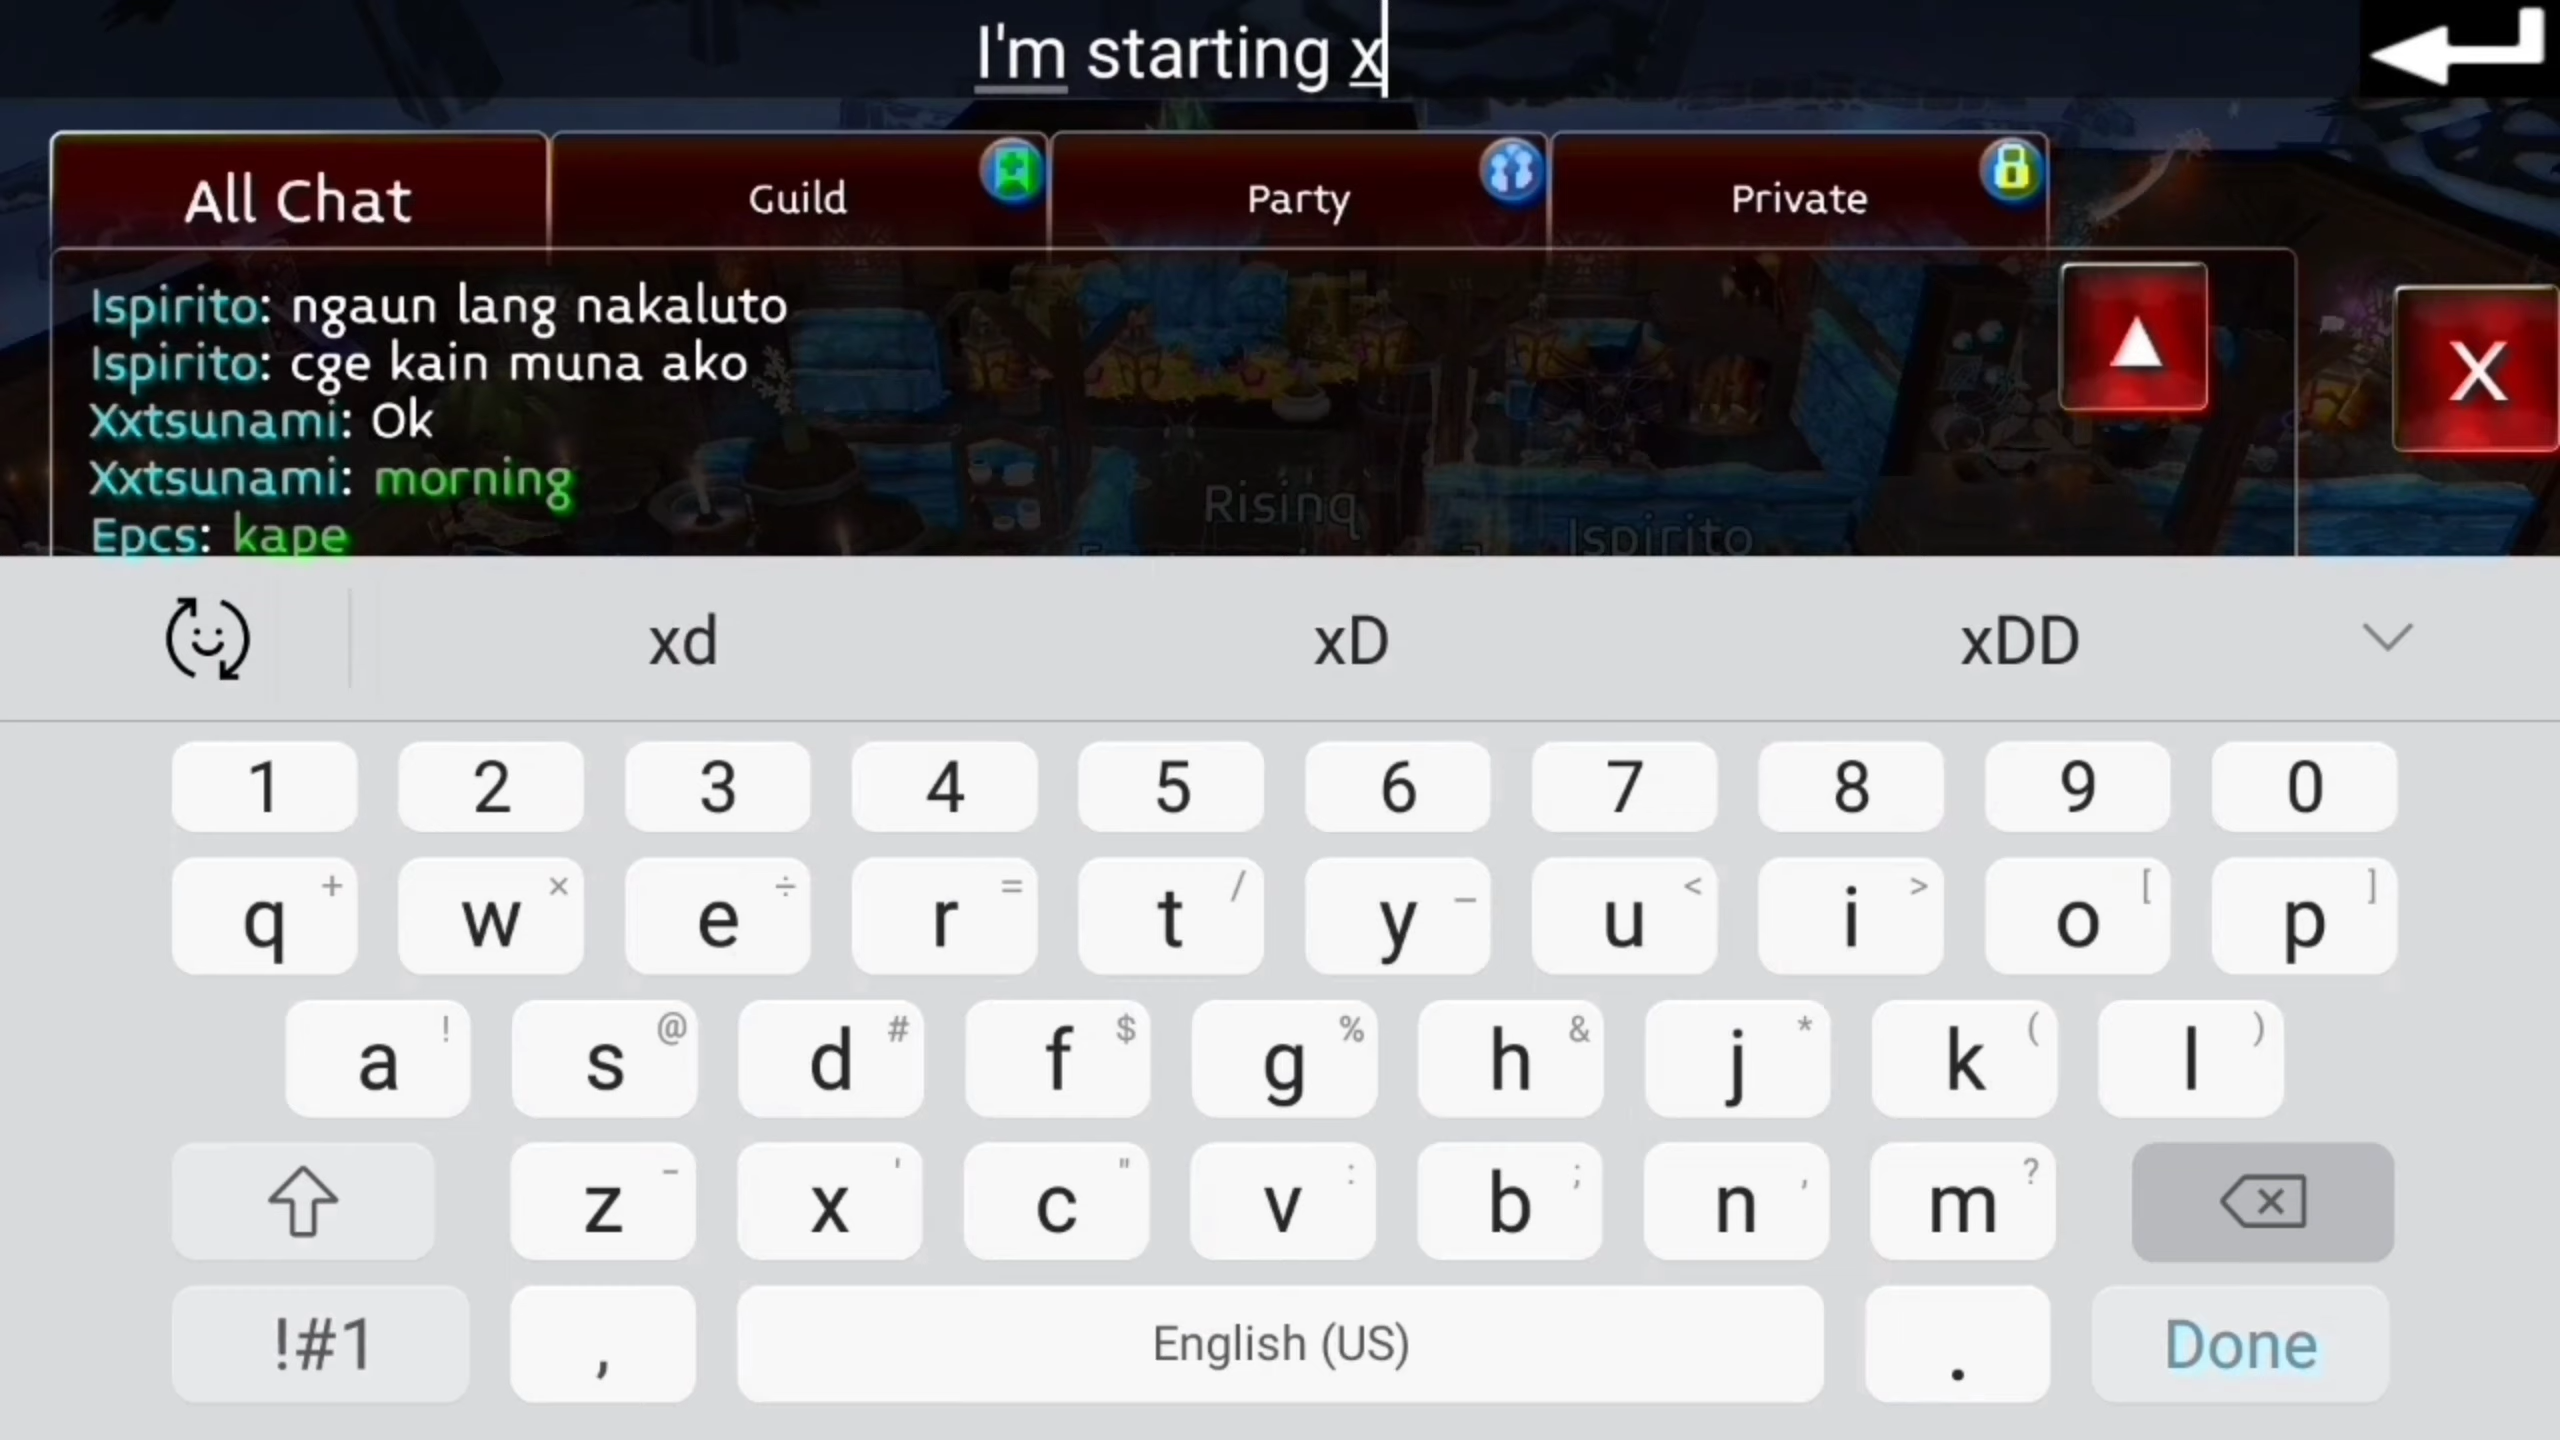 I'm starting x
All Chat
Guild
Party
Private
Ispirito: ngaun lang nakaluto
Ispirito: cge kain muna ako
Xxtsunami: Ok
Xxtsunami: morning
Epcs: kape
X
Rising
Ispirito
xd xD xDD
1 2 3 4 5 6 7 8 9 0
q + w × e ÷ r = t / y _ u < i > o [ p ]
a ! s @ d # f $ g % h & j * k ( l )
z - x ' c " v : b ; n , m ?
!#1 , English (US) . Done